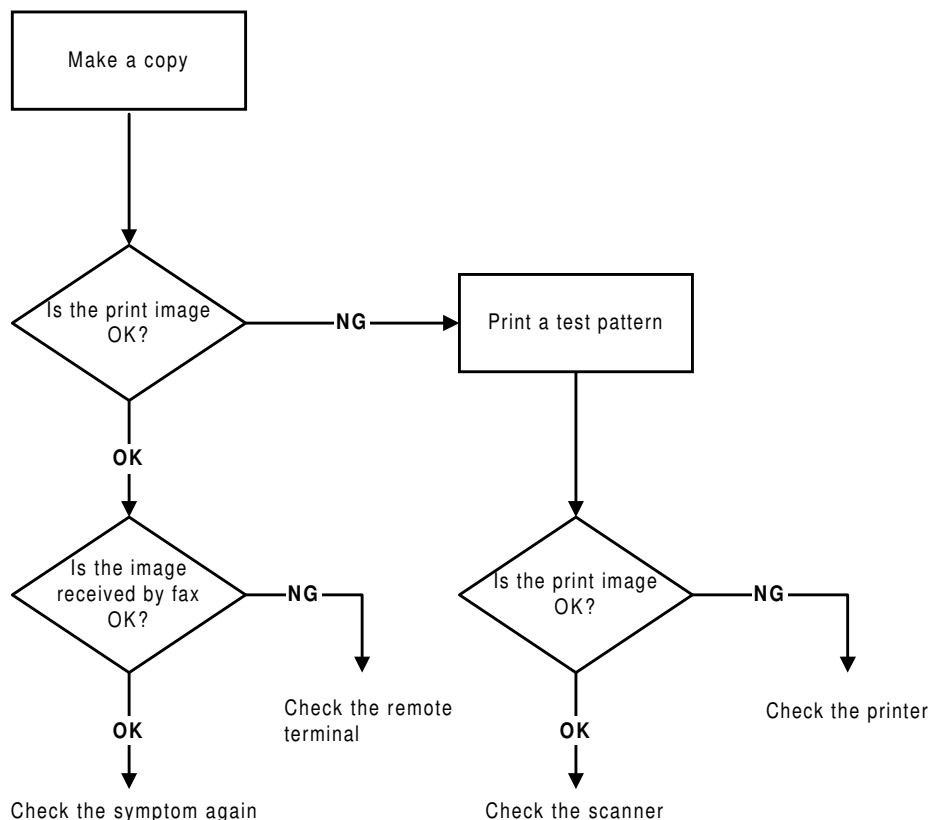 Make a copy
Is the print image
OK?
NG
Print a test pattern
OK
Is the image
received by fax
OK?
NG
Is the print image
OK?
NG
Check the remote
terminal
Check the printer
OK
OK
Check the symptom again
Check the scanner